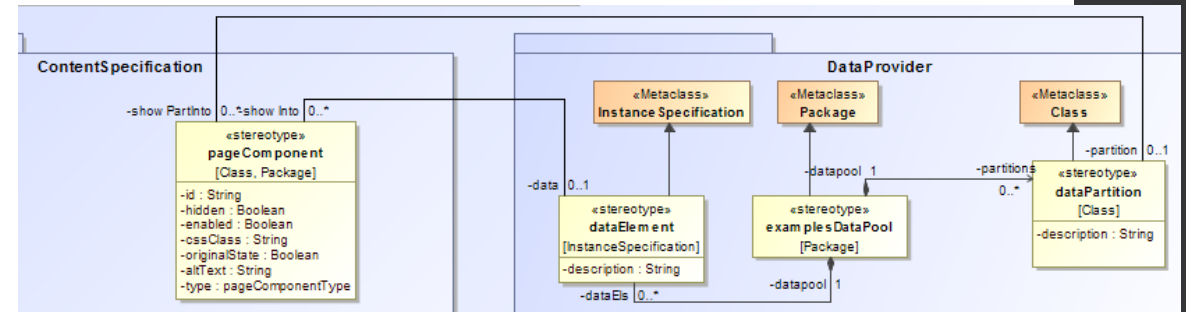 ContentSpecification
-show PartInto 0..*
-show Into 0..*
«stereotype»
pageComponent
[Class, Package]
-id : String
-hidden : Boolean
-enabled : Boolean
-cssClass : String
-originalState : Boolean
-altText : String
-type : pageComponentType
DataProvider
«Metaclass»
Instance Specification
«Metaclass»
Package
«Metaclass»
Class
-data 0..1
-datapool 1
-partitions
0..*
-partition 0..1
«stereotype»
dataElement
[InstanceSpecification]
-description : String
«stereotype»
examplesDataPool
[Package]
«stereotype»
dataPartition
[Class]
-description : String
-dataEls 0..*
-datapool 1